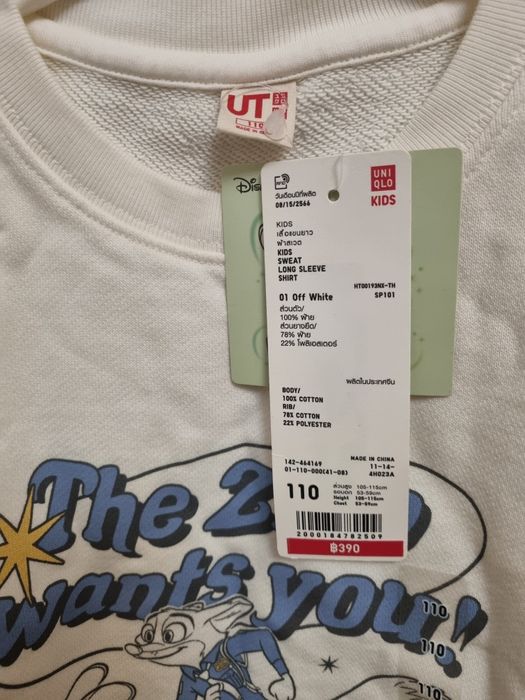 UT
110
MADE IN
Disn
วันเดือนปีที่ผลิต
08/15/2566
UNI
QLO
KIDS
KIDS
เสื้อแขนยาว
ผ้าสเวต
KIDS
SWEAT
LONG SLEEVE
SHIRT
HT00193NX-TH
01 Off White
SP101
ส่วนตัว/
100% ฝ้าย
ส่วนยางยืด/
78% ฝ้าย
22% โพลีเอสเตอร์
ผลิตในประเทศจีน
BODY/
100% COTTON
RIB/
78% COTTON
22% POLYESTER
MADE IN CHINA
142-464169
11-14-
01-110-000(41-08)
4H023A
110
ส่วนสูง 105-115cm
รอบอก 53-59cm
Height 105-115cm
Chest 53-59cm
2000184782509
฿390
The Z
wants you!
110
110
110